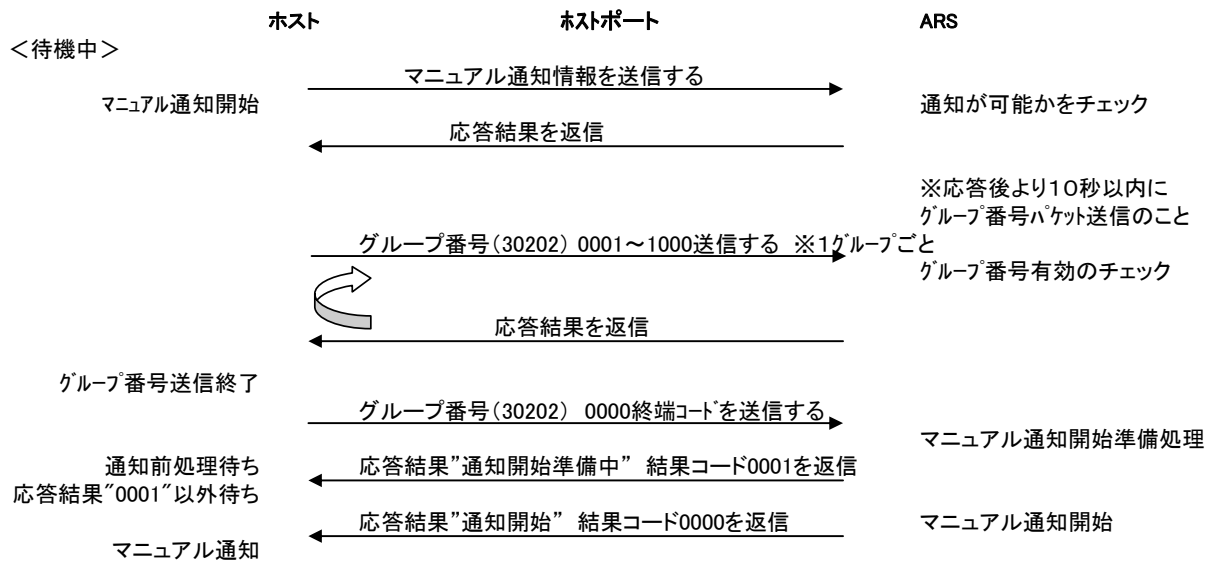 ホスト ホストポート ARS
＜待機中＞
マニュアル通知情報を送信する
ﾏﾆｭｱﾙ通知開始 通知が可能かをチェック
応答結果を返信
※応答後より１０秒以内に
ｸﾞﾙｰﾌﾟ番号ﾊﾟｹｯﾄ送信のこと
グループ番号（30202） 0001～1000送信する ※１ｸﾞﾙｰﾌﾟごと
ｸﾞﾙｰﾌﾟ番号有効のチェック
応答結果を返信
ｸﾞﾙｰﾌﾟ番号送信終了
グループ番号（30202） 0000終端ｺｰﾄﾞを送信する
マニュアル通知開始準備処理
通知前処理待ち 応答結果”通知開始準備中” 結果コード0001を返信
応答結果”0001”以外待ち
応答結果”通知開始” 結果コード0000を返信 マニュアル通知開始
マニュアル通知